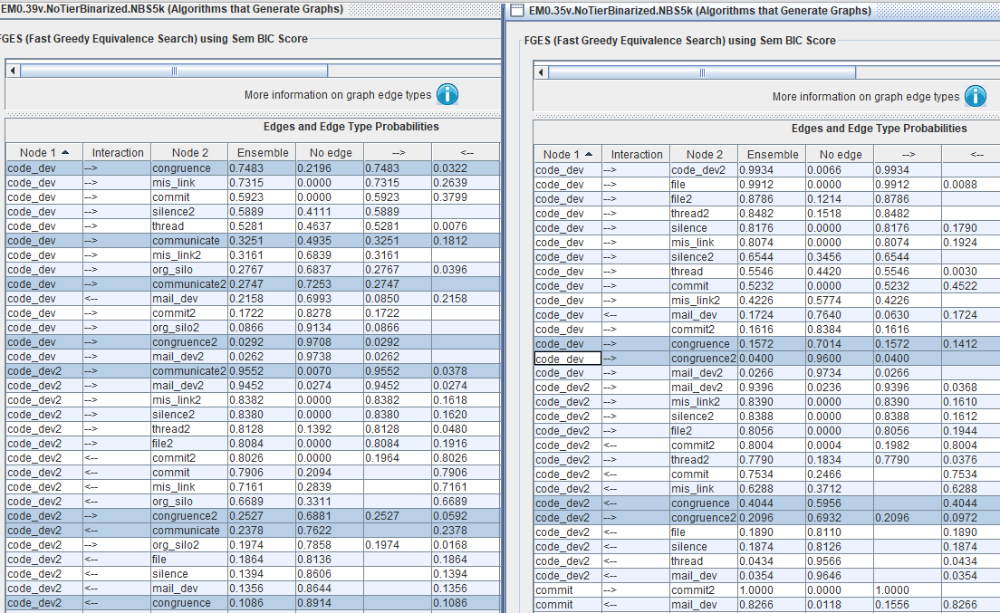 EM0.39v.NoTierBinarized.NBS5k (Algorithms that Generate Graphs)
FGES (Fast Greedy Equivalence Search) using Sem BIC Score
More information on graph edge types i
Edges and Edge Type Probabilities
Node 1 Interaction Node 2 Ensemble No edge --> <--
code_dev --> congruence 0.7483 0.2196 0.7483 0.0322
code_dev --> mis_link 0.7315 0.0000 0.7315 0.2639
code_dev --> commit 0.5923 0.0000 0.5923 0.3799
code_dev --> silence2 0.5889 0.4111 0.5889
code_dev --> thread 0.5281 0.4637 0.5281 0.0076
code_dev --> communicate 0.3251 0.4935 0.3251 0.1812
code_dev --> mis_link2 0.3161 0.6839 0.3161
code_dev --> org_silo 0.2767 0.6837 0.2767 0.0396
code_dev --> communicate2 0.2747 0.7253 0.2747
code_dev <-- mail_dev 0.2158 0.6993 0.0850 0.2158
code_dev --> commit2 0.1722 0.8278 0.1722
code_dev --> org_silo2 0.0866 0.9134 0.0866
code_dev --> congruence2 0.0292 0.9708 0.0292
code_dev --> mail_dev2 0.0262 0.9738 0.0262
code_dev2 --> communicate2 0.9552 0.0070 0.9552 0.0378
code_dev2 --> mail_dev2 0.9452 0.0274 0.9452 0.0274
code_dev2 --> mis_link2 0.8382 0.0000 0.8382 0.1618
code_dev2 --> silence2 0.8380 0.0000 0.8380 0.1620
code_dev2 --> thread2 0.8128 0.1392 0.8128 0.0480
code_dev2 --> file2 0.8084 0.0000 0.8084 0.1916
code_dev2 <-- commit2 0.8026 0.0000 0.1964 0.8026
code_dev2 <-- commit 0.7906 0.2094 0.7906
code_dev2 <-- mis_link 0.7161 0.2839 0.7161
code_dev2 <-- org_silo 0.6689 0.3311 0.6689
code_dev2 --> congruence2 0.2527 0.6881 0.2527 0.0592
code_dev2 <-- communicate 0.2378 0.7622 0.2378
code_dev2 --> org_silo2 0.1974 0.7858 0.1974 0.0168
code_dev2 <-- file 0.1864 0.8136 0.1864
code_dev2 <-- silence 0.1394 0.8606 0.1394
code_dev2 <-- mail_dev 0.1356 0.8644 0.1356
code_dev2 <-- congruence 0.1086 0.8914 0.1086
EM0.35v.NoTierBinarized.NBS5k (Algorithms that Generate Graphs)
FGES (Fast Greedy Equivalence Search) using Sem BIC Score
More information on graph edge types i
Edges and Edge Type Probabilities
Node 1 Interaction Node 2 Ensemble No edge --> <--
code_dev --> code_dev2 0.9934 0.0066 0.9934
code_dev --> file 0.9912 0.0000 0.9912 0.0088
code_dev --> file2 0.8786 0.1214 0.8786
code_dev --> thread2 0.8482 0.1518 0.8482
code_dev --> silence 0.8176 0.0000 0.8176 0.1790
code_dev --> mis_link 0.8074 0.0000 0.8074 0.1924
code_dev --> silence2 0.6544 0.3456 0.6544
code_dev --> thread 0.5546 0.4420 0.5546 0.0030
code_dev --> commit 0.5232 0.0000 0.5232 0.4522
code_dev --> mis_link2 0.4226 0.5774 0.4226
code_dev <-- mail_dev 0.1724 0.7640 0.0630 0.1724
code_dev --> commit2 0.1616 0.8384 0.1616
code_dev --> congruence 0.1572 0.7014 0.1572 0.1412
code_dev --> congruence2 0.0400 0.9600 0.0400
code_dev --> mail_dev2 0.0266 0.9734 0.0266
code_dev2 --> mail_dev2 0.9396 0.0236 0.9396 0.0368
code_dev2 --> mis_link2 0.8390 0.0000 0.8390 0.1610
code_dev2 --> silence2 0.8388 0.0000 0.8388 0.1612
code_dev2 --> file2 0.8056 0.0000 0.8056 0.1944
code_dev2 <-- commit2 0.8004 0.0004 0.1982 0.8004
code_dev2 --> thread2 0.7790 0.1834 0.7790 0.0376
code_dev2 <-- commit 0.7534 0.2466 0.7534
code_dev2 <-- mis_link 0.6288 0.3712 0.6288
code_dev2 <-- congruence 0.4044 0.5956 0.4044
code_dev2 --> congruence2 0.2096 0.6932 0.2096 0.0972
code_dev2 <-- file 0.1890 0.8110 0.1890
code_dev2 <-- silence 0.1874 0.8126 0.1874
code_dev2 <-- thread 0.0434 0.9566 0.0434
code_dev2 <-- mail_dev 0.0354 0.9646 0.0354
commit --> commit2 1.0000 0.0000 1.0000
commit <-- mail_dev 0.8266 0.0118 0.1556 0.8266